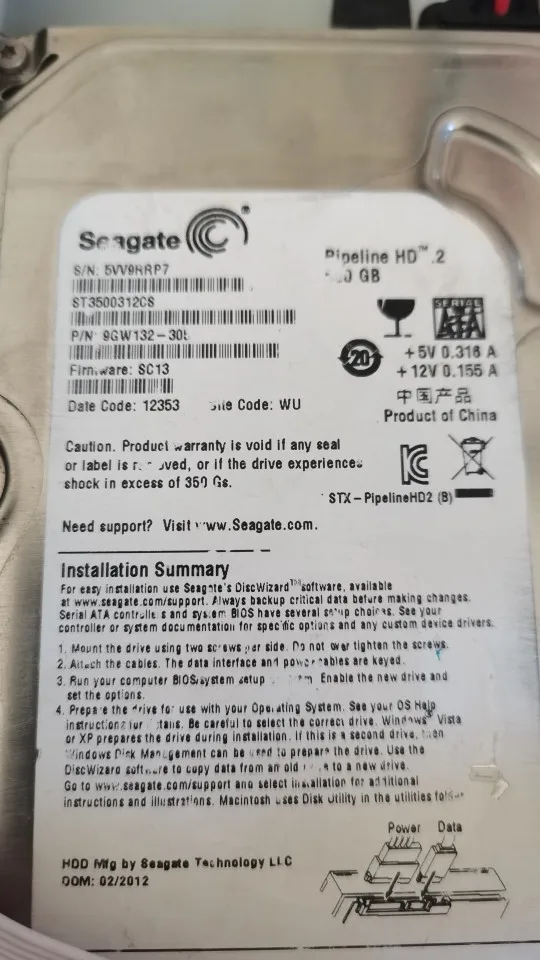 Seagate
S/N: 5VV9HRP7
ST3500312CS
P/N: 9GW132-30
Firmware: SC13
Date Code: 12353 Site Code: WU
Pipeline HD™ .2
GB
SERIAL
ATA
20
+5V 0.316 A
+12V 0.155 A
中国产品
Product of China
Caution. Product warranty is void if any seal
or label is removed, or if the drive experiences
shock in excess of 350 Gs.
STX-PipelineHD2 (B)
Need support? Visit www.Seagate.com.
Installation Summary
For easy installation use Seagate's DiscWizard™ software, available
at www.seagate.com/support. Always backup critical data before making changes.
Serial ATA controllers and system BIOS have several setup choices. See your
controller or system documentation for specific options and any custom device drivers.
1. Mount the drive using two screws per side. Do not over tighten the screws.
2. Attach the cables. The data interface and power cables are keyed.
3. Run your computer BIOS/system setup Enable the new drive and
set the options.
4. Prepare the drive for use with your Operating System. See your OS Help
instructions for details. Be careful to select the correct drive. Windows® Vista
or XP prepares the drive during installation. If this is a second drive, then
Windows Disk Management can be used to prepare the drive. Use the
DiscWizard software to copy data from an old drive to a new drive.
Go to www.seagate.com/support and select installation for additional
instructions and illustrations. Macintosh uses Disk Utility in the utilities folder.
Power Data
HDD Mfg by Seagate Technology LLC
DOM: 02/2012